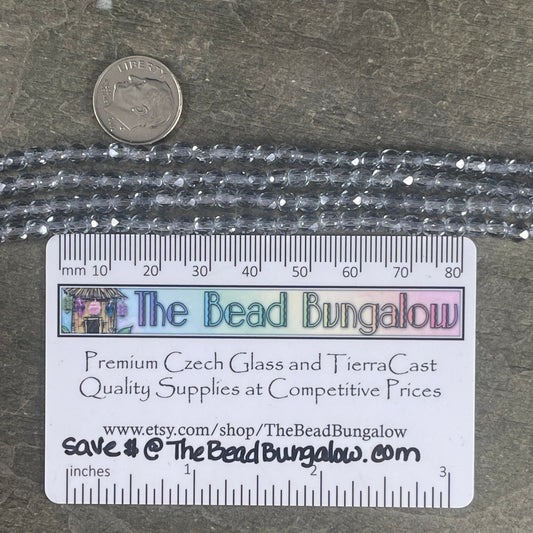 LIBERTY
mm 10 20 30 40 50 60 70 80
The Bead Bungalow
Premium Czech Glass and TierraCast
Quality Supplies at Competitive Prices
www.etsy.com/shop/TheBeadBungalow
save $ @ TheBeadBungalow.com
inches 1 2 3